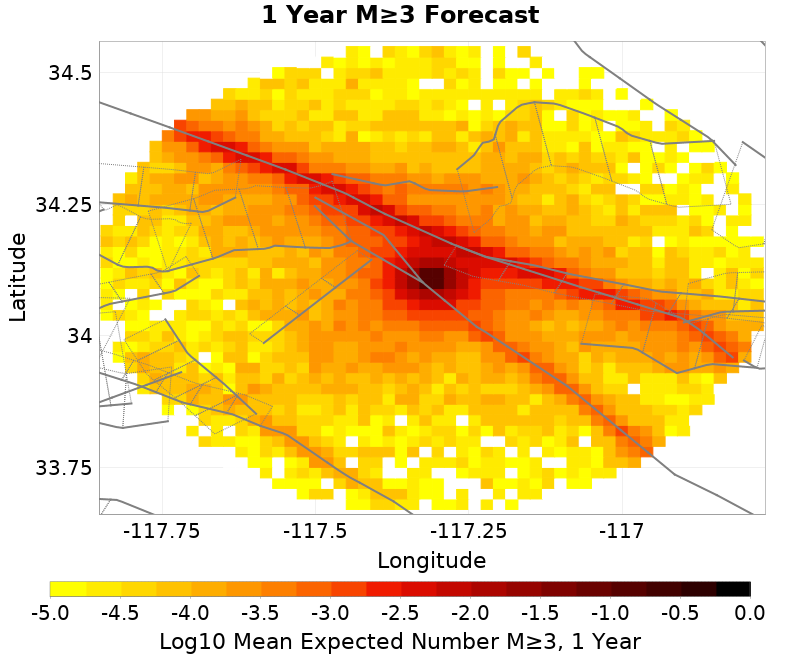 1 Year M≥3 Forecast
34.5
34.25
34
33.75
Latitude
-117.75 -117.5 -117.25 -117
Longitude
-5.0 -4.5 -4.0 -3.5 -3.0 -2.5 -2.0 -1.5 -1.0 -0.5 0.0
Log10 Mean Expected Number M≥3, 1 Year